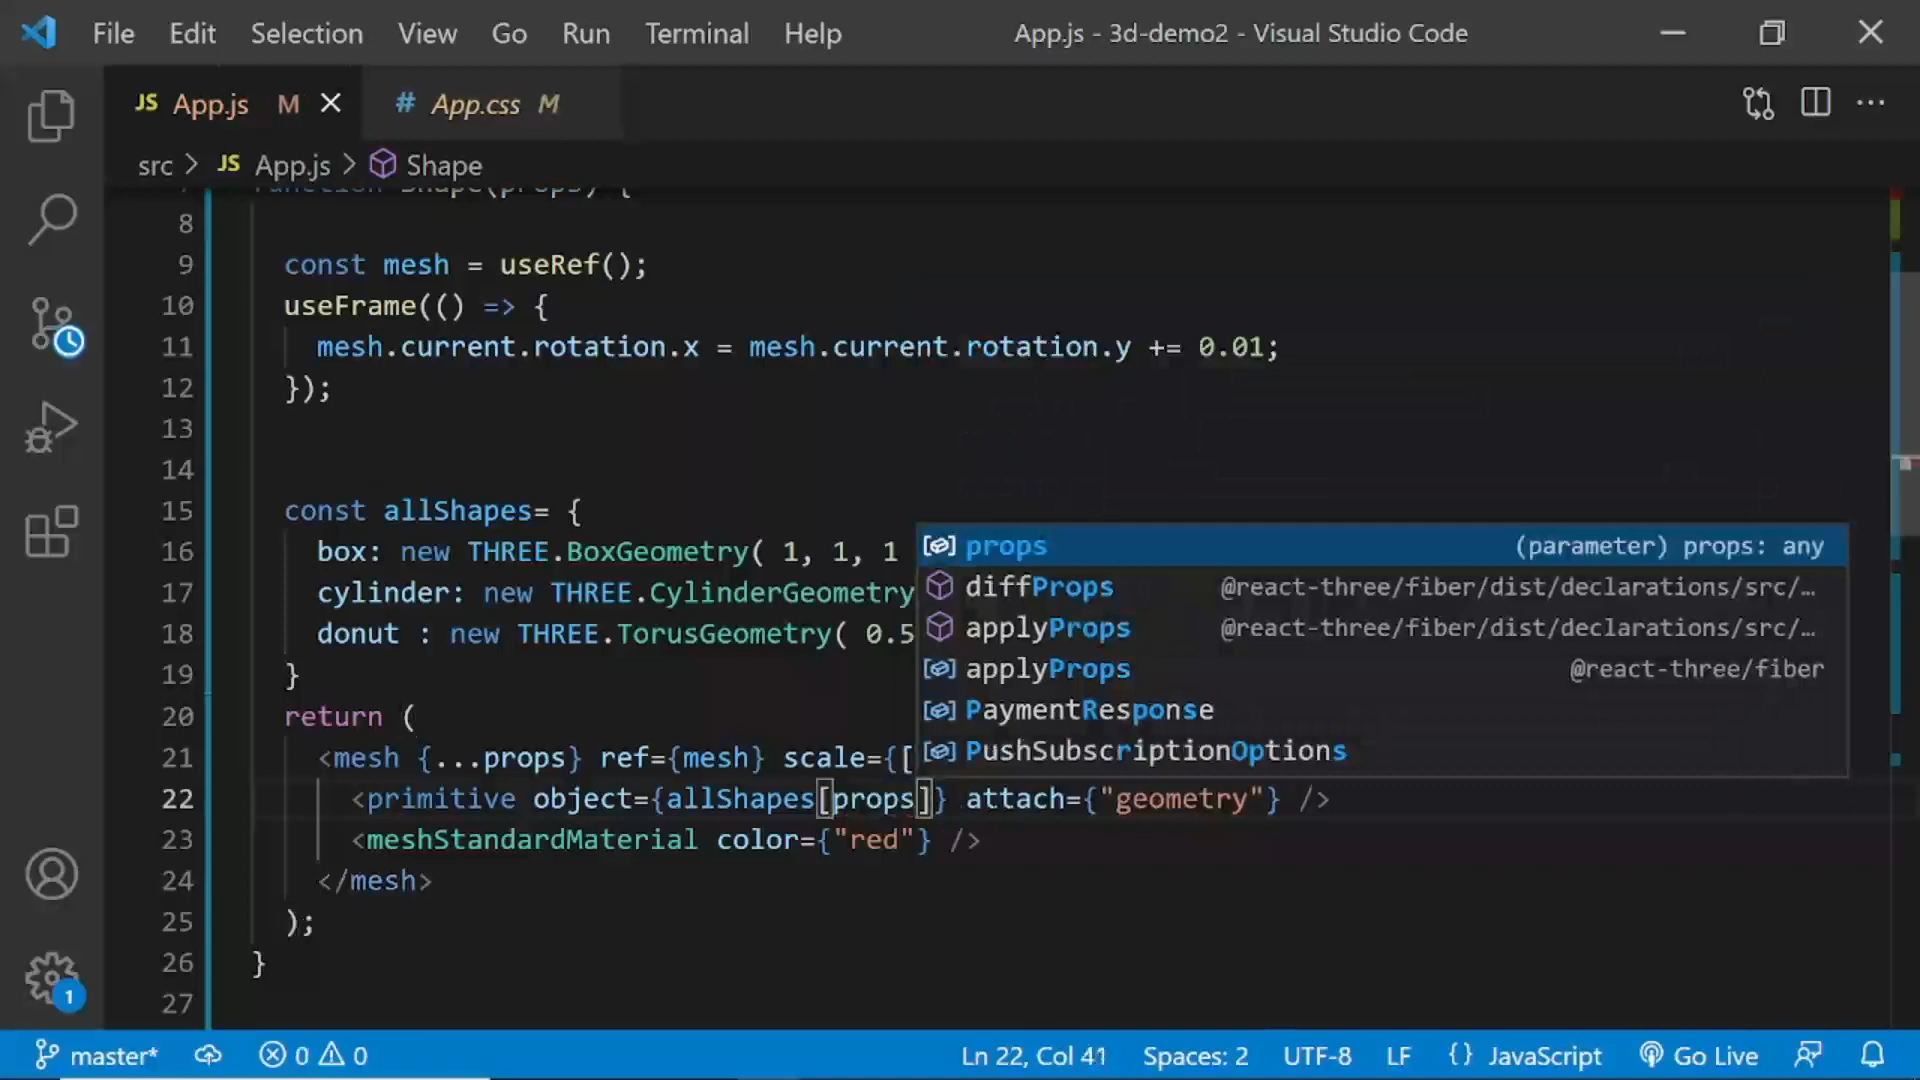 File Edit Selection View Go Run Terminal Help App.js - 3d-demo2 - Visual Studio Code
JS App.js M # App.css M
src > JS App.js > Shape
function Shape(props) {
8
9 const mesh = useRef();
10 useFrame(() => {
11 mesh.current.rotation.x = mesh.current.rotation.y += 0.01;
12 });
13
14
15 const allShapes= {
16 box: new THREE.BoxGeometry( 1, 1, 1
17 cylinder: new THREE.CylinderGeometry
18 donut : new THREE.TorusGeometry( 0.5
19 }
20 return (
21 <mesh {...props} ref={mesh} scale={[
22 <primitive object={allShapes[props]} attach={"geometry"} />
23 <meshStandardMaterial color={"red"} />
24 </mesh>
25 );
26 }
27
props (parameter) props: any
diffProps @react-three/fiber/dist/declarations/src/…
applyProps @react-three/fiber/dist/declarations/src/…
applyProps @react-three/fiber
PaymentResponse
PushSubscriptionOptions
1
master* 0 0 Ln 22, Col 41 Spaces: 2 UTF-8 LF {} JavaScript Go Live